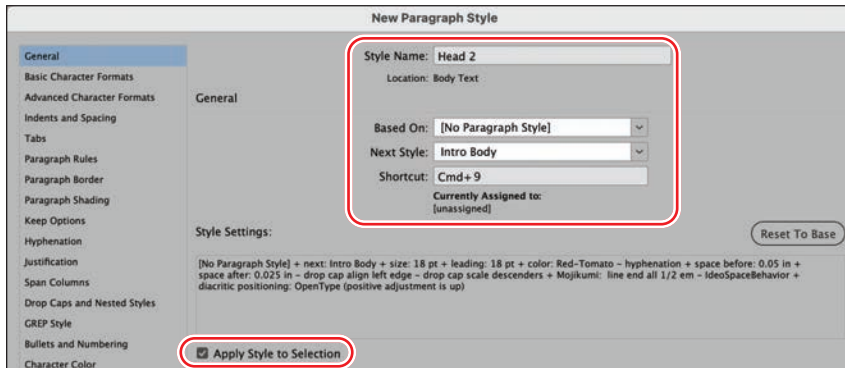 New Paragraph Style
General
Basic Character Formats
Advanced Character Formats
Indents and Spacing
Tabs
Paragraph Rules
Paragraph Border
Paragraph Shading
Keep Options
Hyphenation
Justification
Span Columns
Drop Caps and Nested Styles
GREP Style
Bullets and Numbering
Character Color
Style Name: Head 2
Location: Body Text
General
Based On: [No Paragraph Style]
Next Style: Intro Body
Shortcut: Cmd+9
Currently Assigned to:
[unassigned]
Style Settings:
Reset To Base
[No Paragraph Style] + next: Intro Body + size: 18 pt + leading: 18 pt + color: Red-Tomato - hyphenation + space before: 0.05 in +
space after: 0.025 in - drop cap align left edge - drop cap scale descenders + Mojikumi: line end all 1/2 em - IdeoSpaceBehavior +
diacritic positioning: OpenType (positive adjustment is up)
Apply Style to Selection